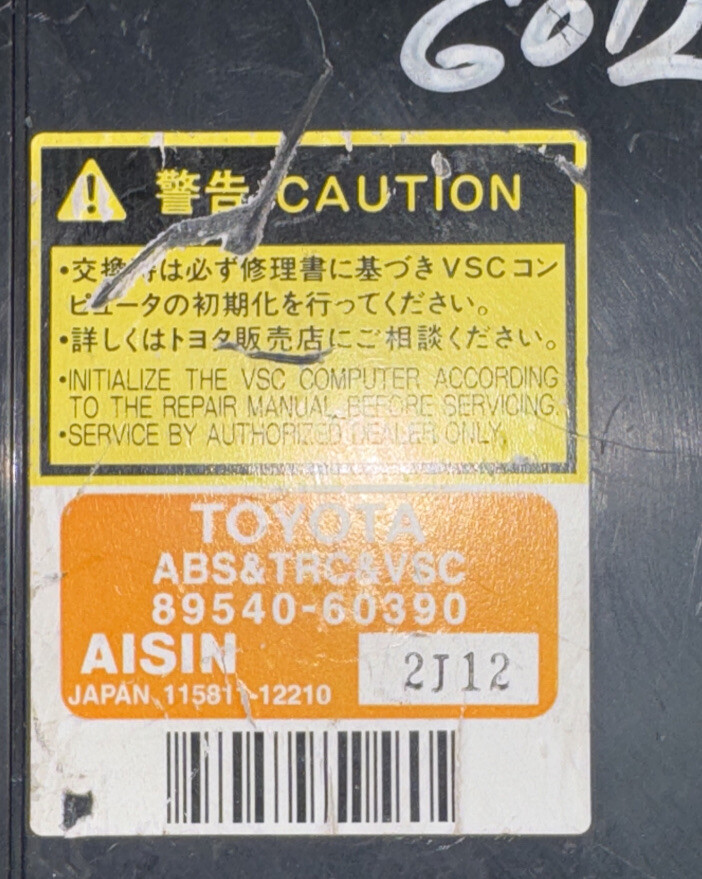 GOR
警告 CAUTION
•交換時は必ず修理書に基づきVSCコン
ピュータの初期化を行ってください。
•詳しくはトヨタ販売店にご相談ください。
•INITIALIZE THE VSC COMPUTER ACCORDING
TO THE REPAIR MANUAL BEFORE SERVICING.
•SERVICE BY AUTHORIZED DEALER ONLY.
TOYOTA
ABS&TRC&VSC
89540-60390
AISIN
2J12
JAPAN 115811-12210